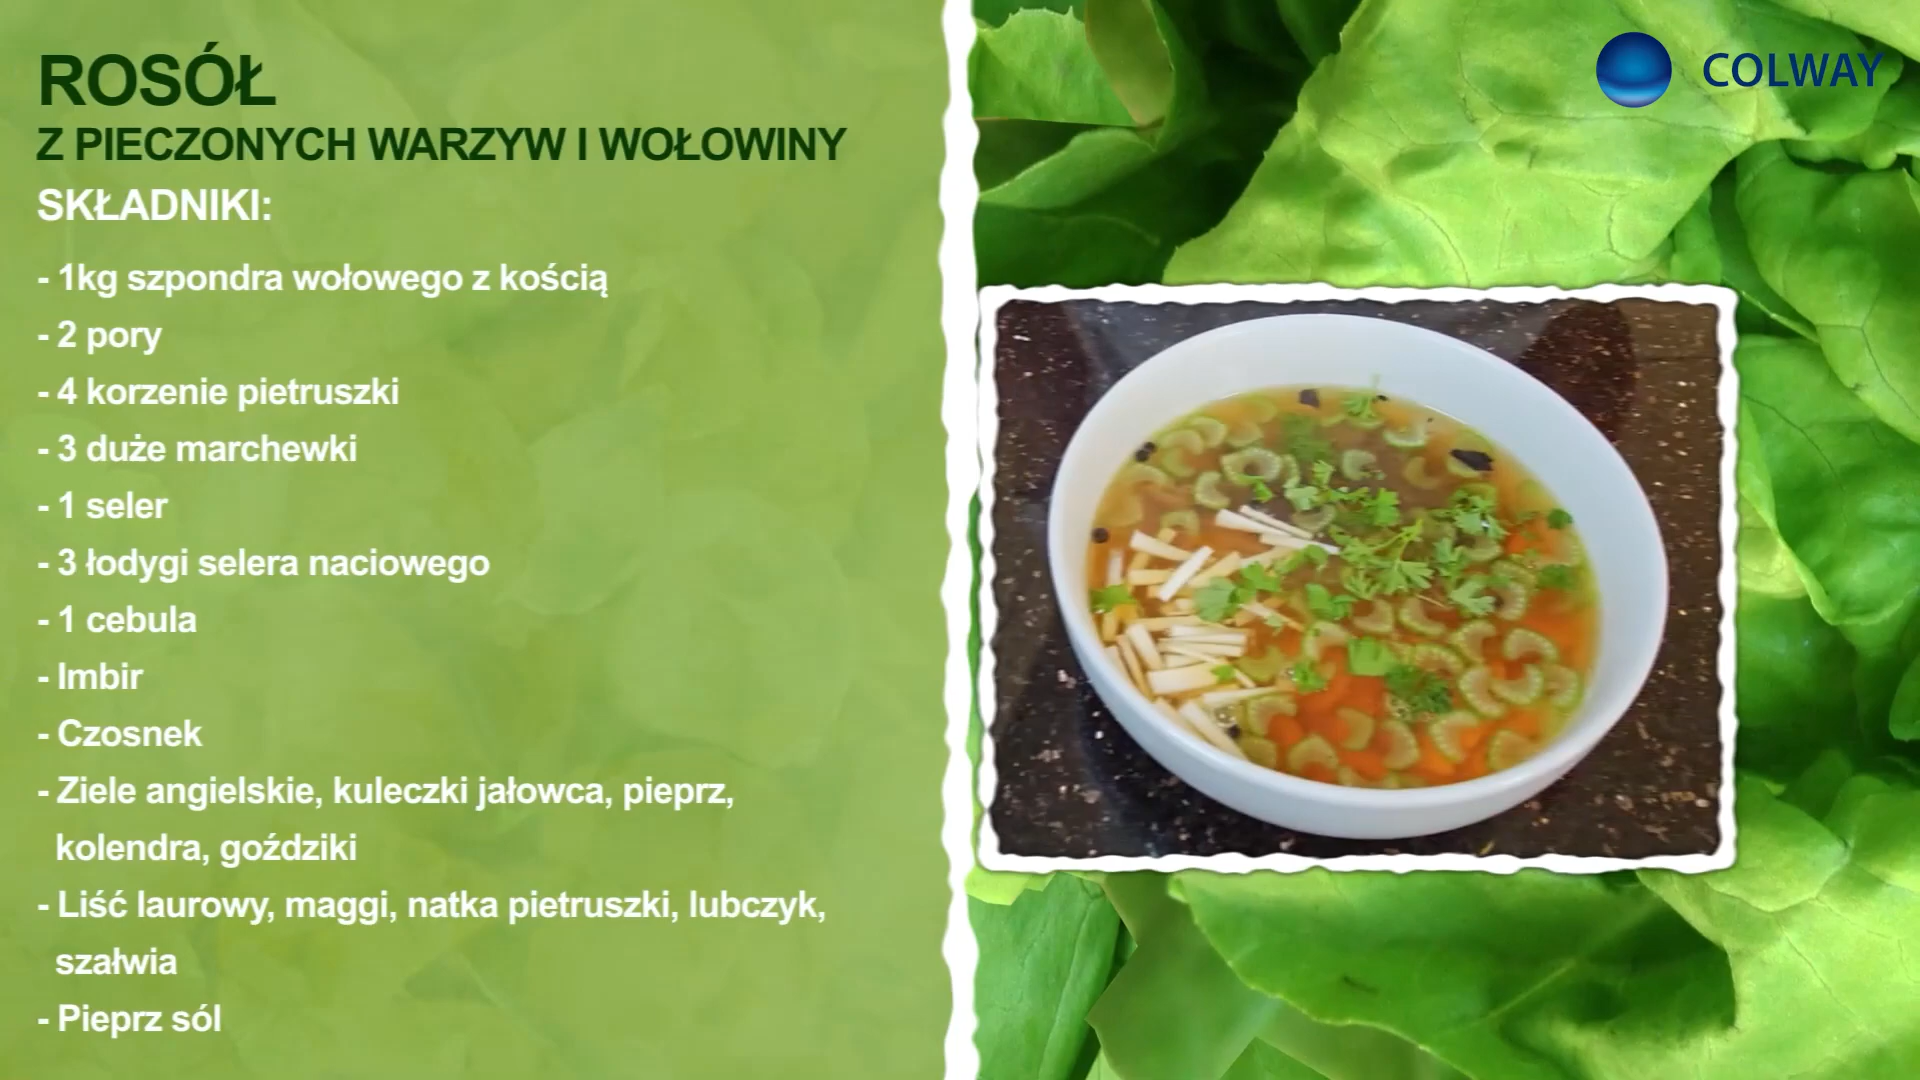 ROSÓŁ
Z PIECZONYCH WARZYW I WOŁOWINY
SKŁADNIKI:
- 1kg szpondra wołowego z kością
- 2 pory
- 4 korzenie pietruszki
- 3 duże marchewki
- 1 seler
- 3 łodygi selera naciowego
- 1 cebula
- Imbir
- Czosnek
- Ziele angielskie, kuleczki jałowca, pieprz,
kolendra, goździki
- Liść laurowy, maggi, natka pietruszki, lubczyk,
szałwia
- Pieprz sól
COLWAY